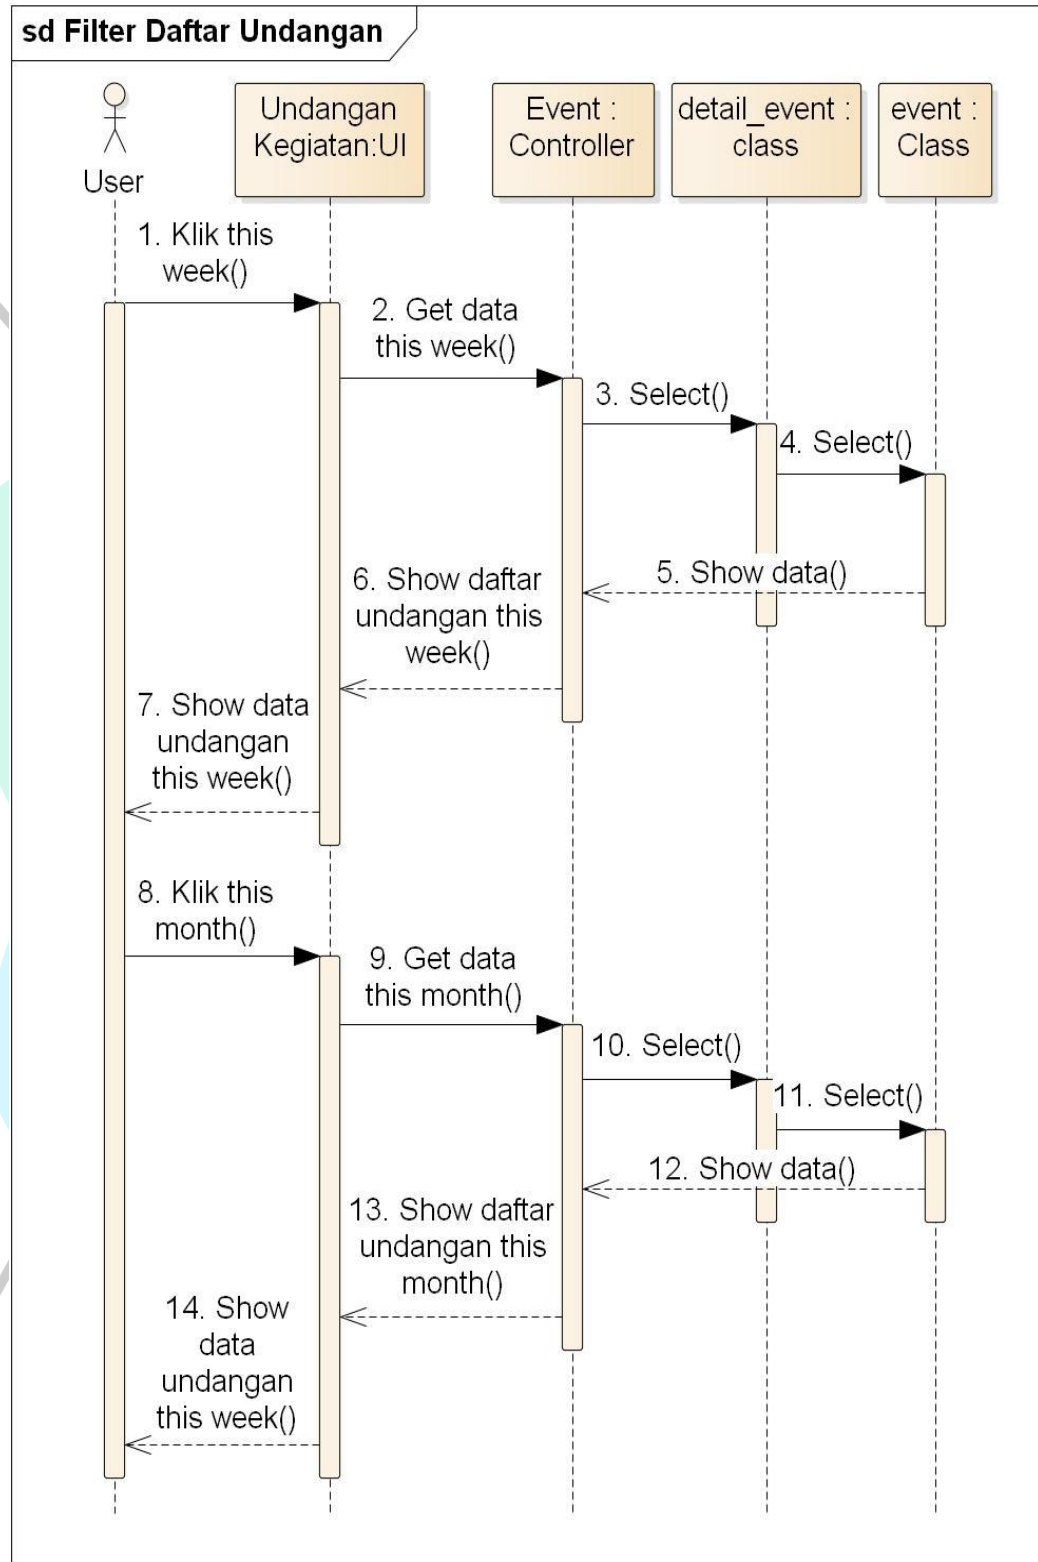 sd Filter Daftar Undangan
User
Undangan
Kegiatan:UI
Event :
Controller
detail_event :
class
event :
Class
1. Klik this
week()
2. Get data
this week()
3. Select()
4. Select()
5. Show data()
6. Show daftar
undangan this
week()
7. Show data
undangan
this week()
8. Klik this
month()
9. Get data
this month()
10. Select()
11. Select()
12. Show data()
13. Show daftar
undangan this
month()
14. Show
data
undangan
this week()